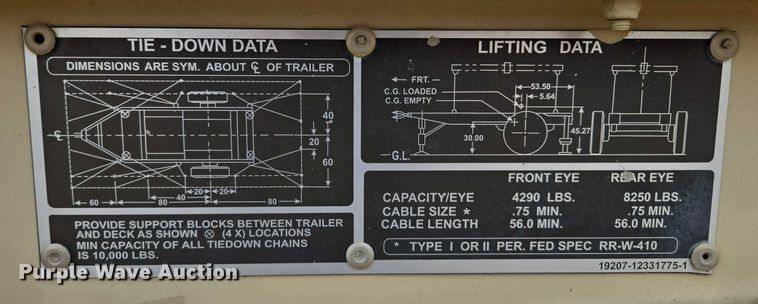 TIE - DOWN DATA
DIMENSIONS ARE SYM. ABOUT ℄ OF TRAILER
℄
40
20
60
20 20
40
60 80 80
PROVIDE SUPPORT BLOCKS BETWEEN TRAILER
AND DECK AS SHOWN ⊗ (4 X) LOCATIONS
MIN CAPACITY OF ALL TIEDOWN CHAINS
IS 10,000 LBS.
LIFTING DATA
FRT.
53.50
C.G. LOADED
5.64
C.G. EMPTY
30.00
45.27
G.L.
FRONT EYE REAR EYE
CAPACITY/EYE 4290 LBS. 8250 LBS.
CABLE SIZE * .75 MIN. .75 MIN.
CABLE LENGTH 56.0 MIN. 56.0 MIN.
* TYPE I OR II PER. FED SPEC RR-W-410
19207-12331775-1
Purple Wave Auction